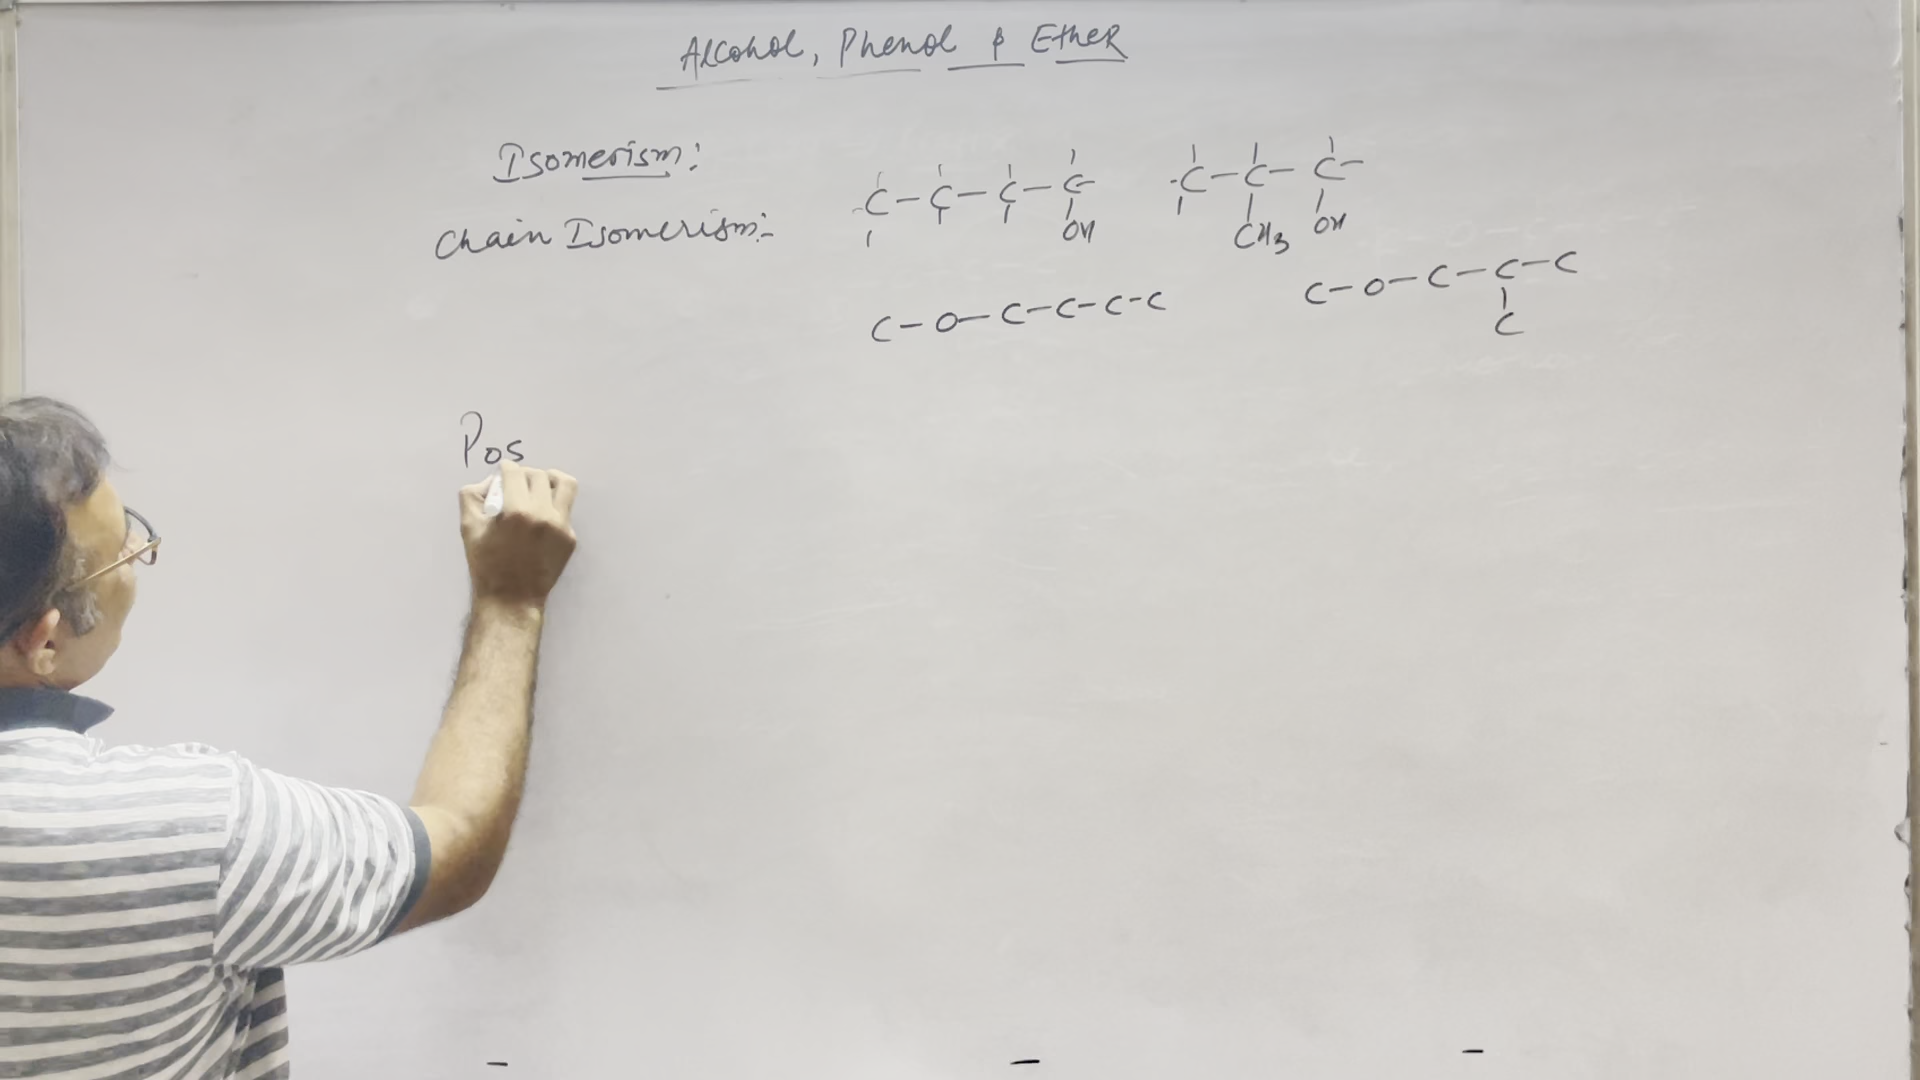 Alcohol, Phenol & Ether
Isomerism:
Chain Isomerism:-
C-C-C-C-
OH
-C-C-C-
CH3 OH
C-O-C-C-C-C
C-O-C-C-C
C
Pos